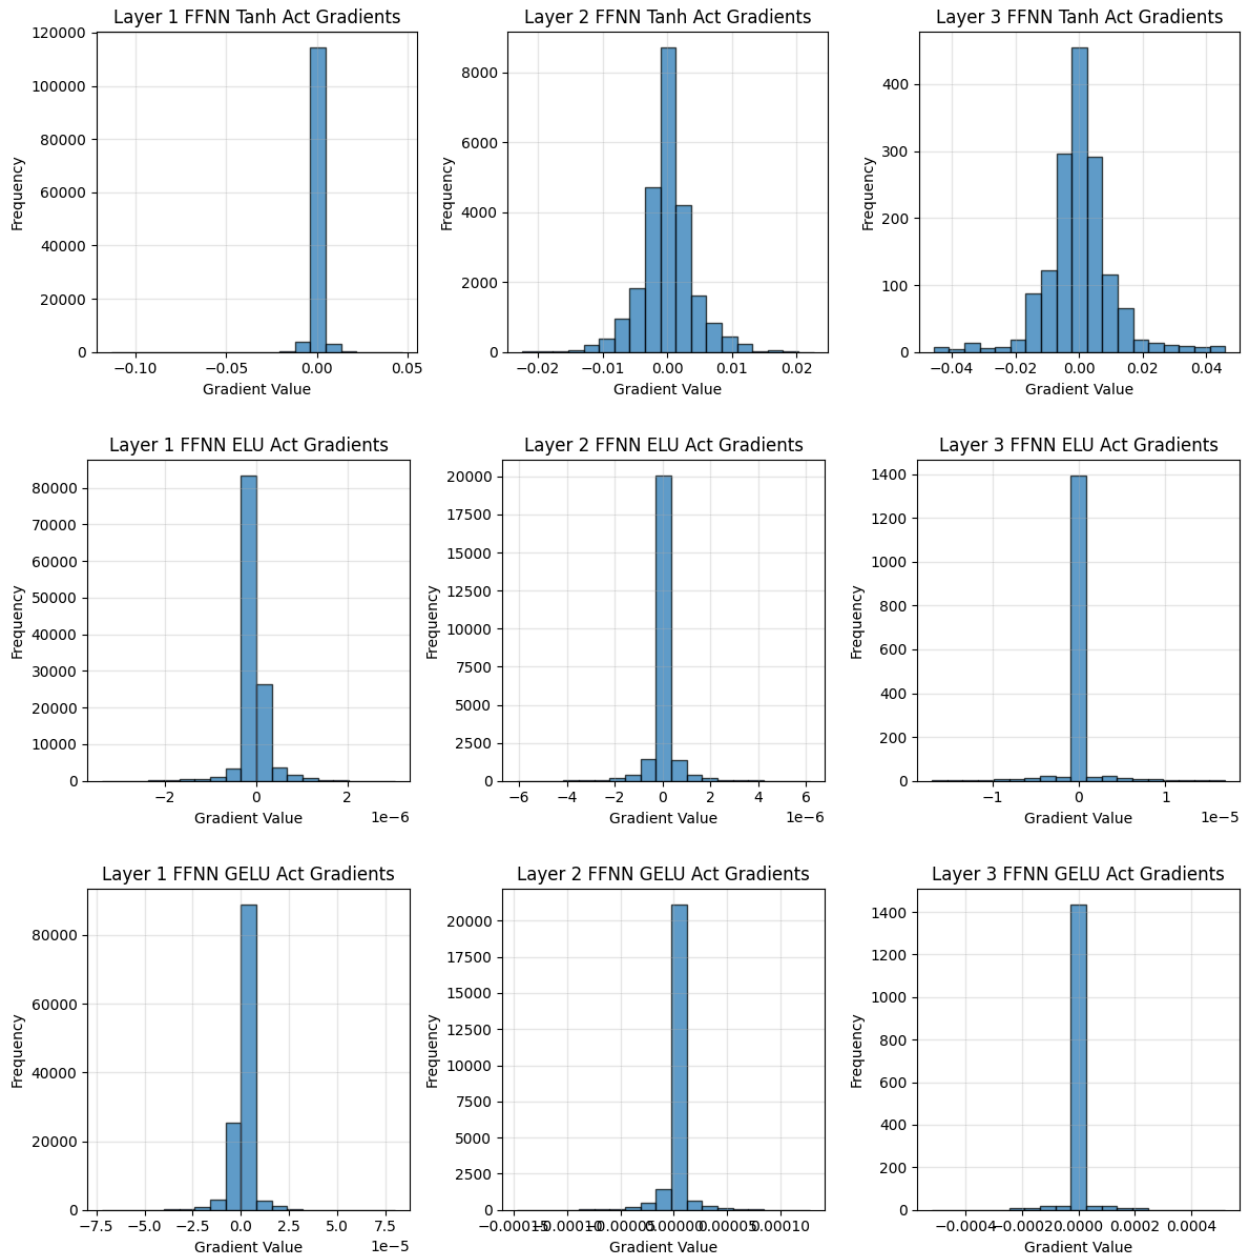 Layer 1 FFNN Tanh Act Gradients
Frequency
120000
100000
80000
60000
40000
20000
0
−0.10 −0.05 0.00 0.05
Gradient Value
Layer 2 FFNN Tanh Act Gradients
Frequency
8000
6000
4000
2000
0
−0.02 −0.01 0.00 0.01 0.02
Gradient Value
Layer 3 FFNN Tanh Act Gradients
Frequency
400
300
200
100
0
−0.04 −0.02 0.00 0.02 0.04
Gradient Value
Layer 1 FFNN ELU Act Gradients
Frequency
80000
70000
60000
50000
40000
30000
20000
10000
0
−2 0 2
1e−6
Gradient Value
Layer 2 FFNN ELU Act Gradients
Frequency
20000
17500
15000
12500
10000
7500
5000
2500
0
−6 −4 −2 0 2 4 6
1e−6
Gradient Value
Layer 3 FFNN ELU Act Gradients
Frequency
1400
1200
1000
800
600
400
200
0
−1 0 1
1e−5
Gradient Value
Layer 1 FFNN GELU Act Gradients
Frequency
80000
60000
40000
20000
0
−7.5 −5.0 −2.5 0.0 2.5 5.0 7.5
1e−5
Gradient Value
Layer 2 FFNN GELU Act Gradients
Frequency
20000
17500
15000
12500
10000
7500
5000
2500
0
−0.00015 −0.00010 −0.00005 0.00000 0.00005 0.00010
Gradient Value
Layer 3 FFNN GELU Act Gradients
Frequency
1400
1200
1000
800
600
400
200
0
−0.0004 −0.0002 0.0000 0.0002 0.0004
Gradient Value